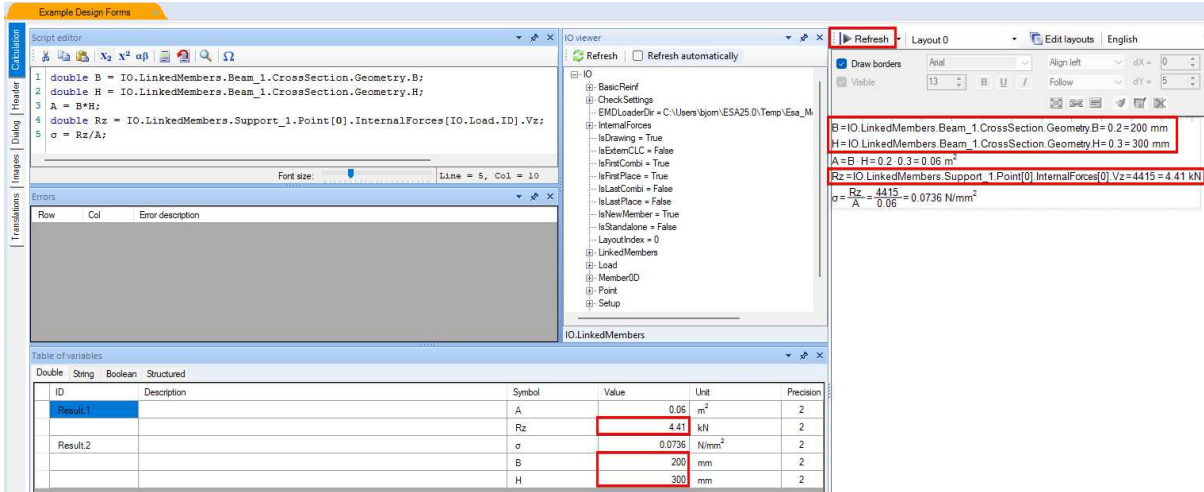 Example Design Forms
Calculation
Header
Dialog
Images
Translations
Script editor
X₂ X² αβ Ω
1 double B = IO.LinkedMembers.Beam_1.CrossSection.Geometry.B;
2 double H = IO.LinkedMembers.Beam_1.CrossSection.Geometry.H;
3 A = B*H;
4 double Rz = IO.LinkedMembers.Support_1.Point[0].InternalForces[IO.Load.ID].Vz;
5 σ = Rz/A;
Font size: Line = 5, Col = 10
Errors
Row Col Error description
IO viewer
Refresh Refresh automatically
IO
BasicReinf
CheckSettings
EMDLoaderDir = C:\Users\bjorn\ESA25.0\Temp\Esa_M
InternalForces
IsDrawing = True
IsExternCLC = False
IsFirstCombi = True
IsFirstPlace = True
IsLastCombi = False
IsLastPlace = False
IsNewMember = True
IsStandalone = False
LayoutIndex = 0
LinkedMembers
Load
Member0D
Point
Setup
IO.LinkedMembers
Refresh Layout 0 Edit layouts English
Draw borders Arial Align left dX = 0
Visible 13 B U I Follow dY = 5
B=IO.LinkedMembers.Beam_1.CrossSection.Geometry.B=0.2=200 mm
H=IO.LinkedMembers.Beam_1.CrossSection.Geometry.H=0.3=300 mm
A=B·H=0.2·0.3=0.06 m²
Rz=IO.LinkedMembers.Support_1.Point[0].InternalForces[0].Vz=4415=4.41 kN
σ=Rz/A=4415/0.06=0.0736 N/mm²
Table of variables
Double String Boolean Structured
ID Description Symbol Value Unit Precision
Result.1 A 0.06 m² 2
Rz 4.41 kN 2
Result.2 σ 0.0736 N/mm² 2
B 200 mm 2
H 300 mm 2